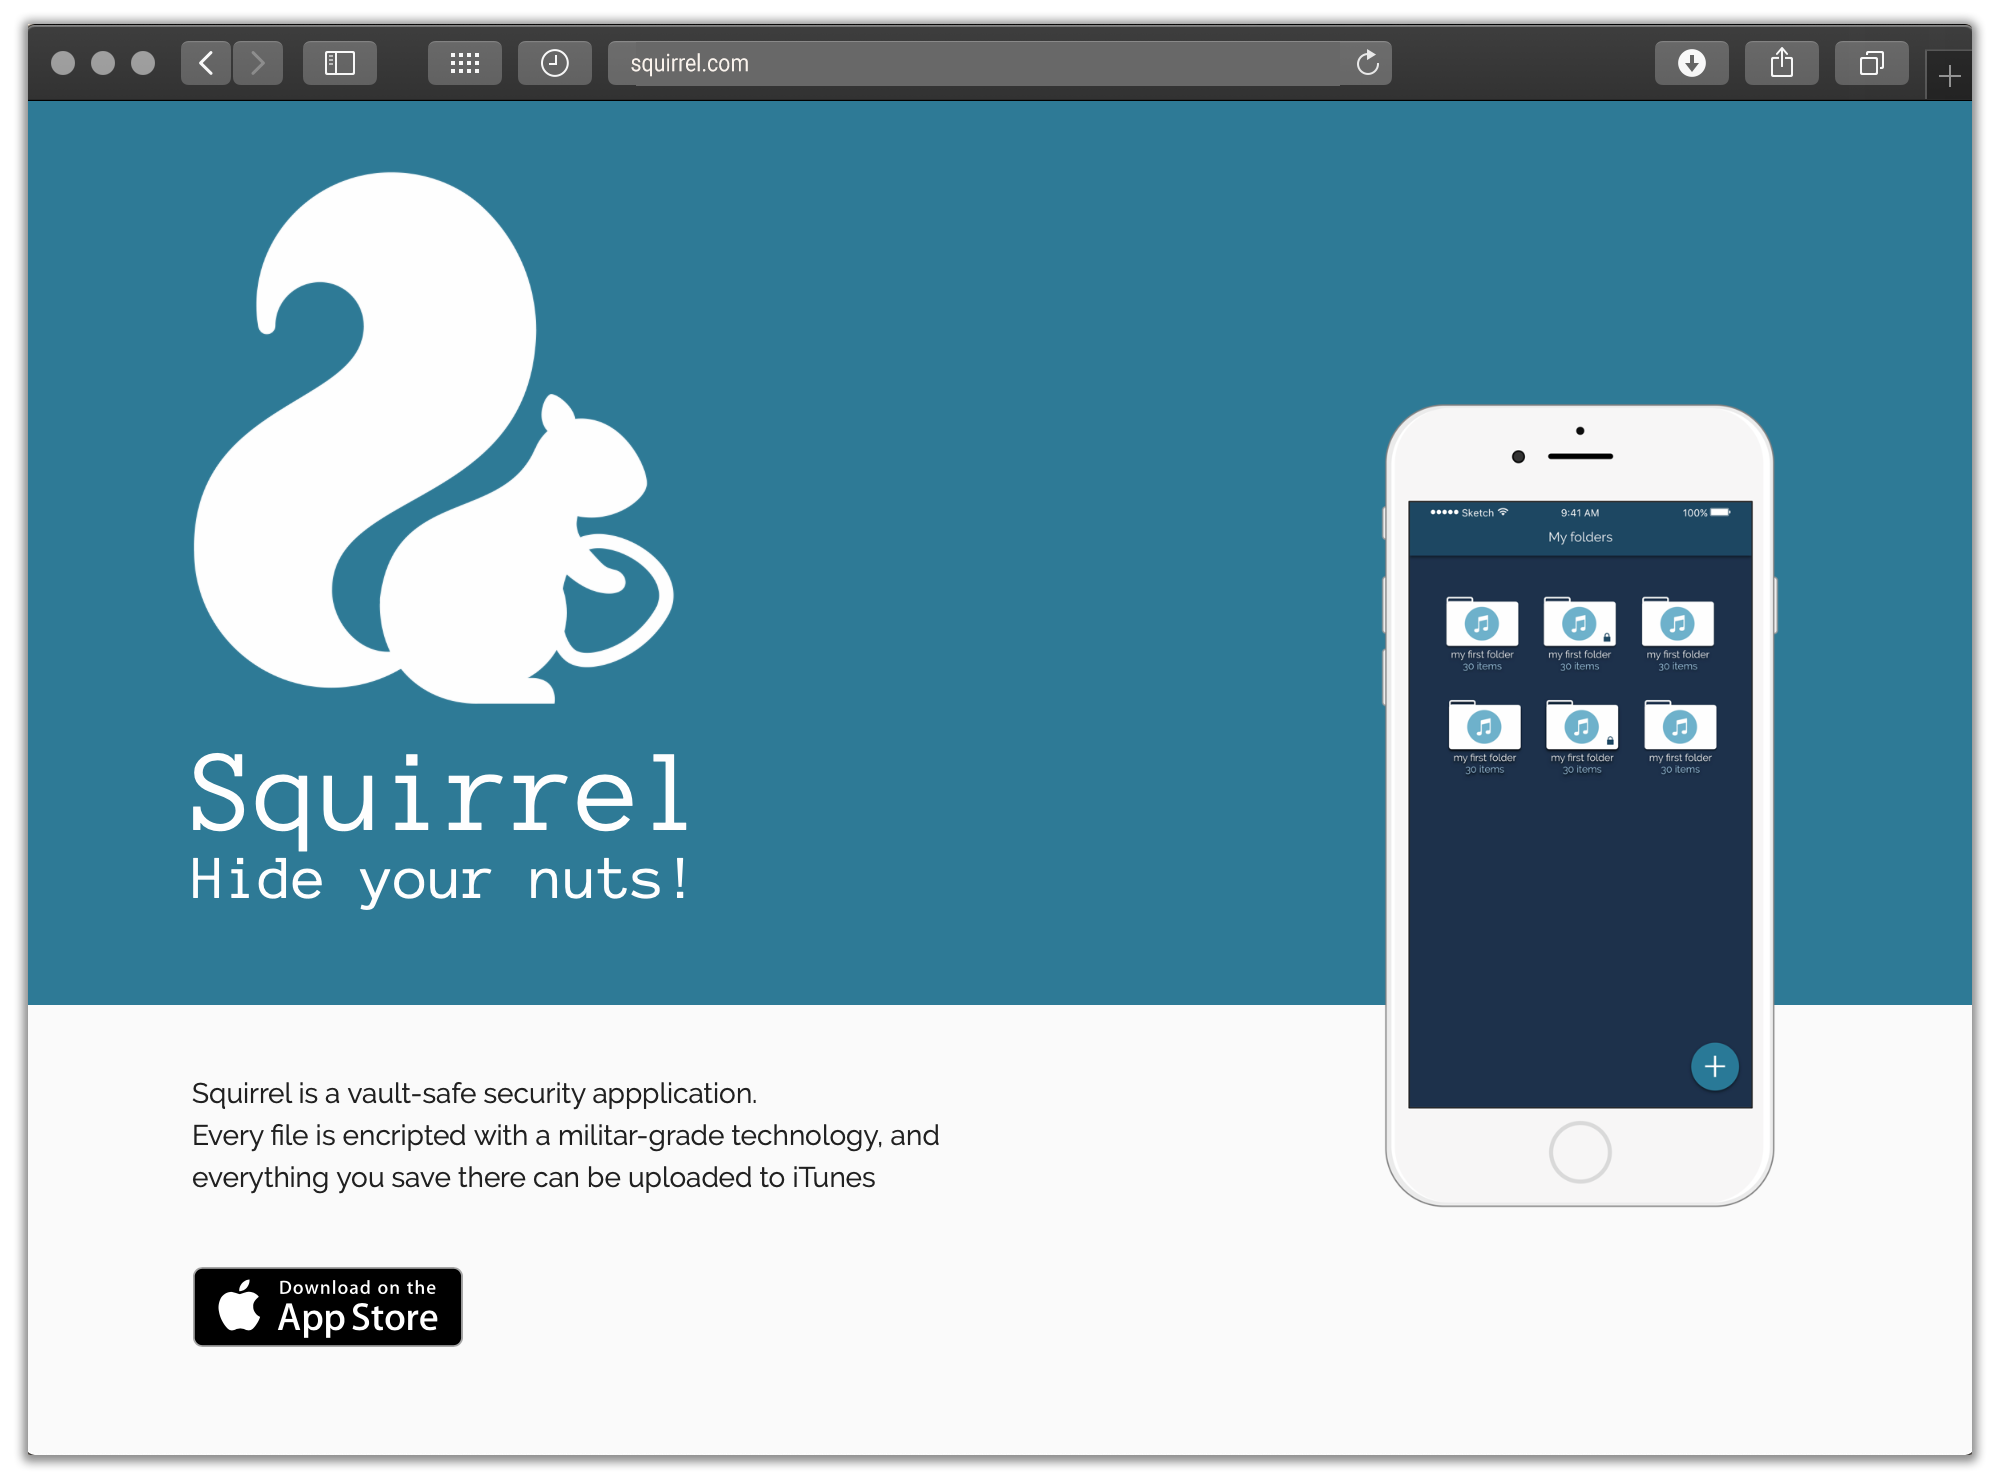 squirrel.com
Squirrel
Hide your nuts!
Sketch 9:41 AM 100%
My folders
my first folder my first folder my first folder
30 items 30 items 30 items
my first folder my first folder my first folder
30 items 30 items 30 items
Squirrel is a vault-safe security appplication.
Every file is encripted with a militar-grade technology, and
everything you save there can be uploaded to iTunes
Download on the
App Store